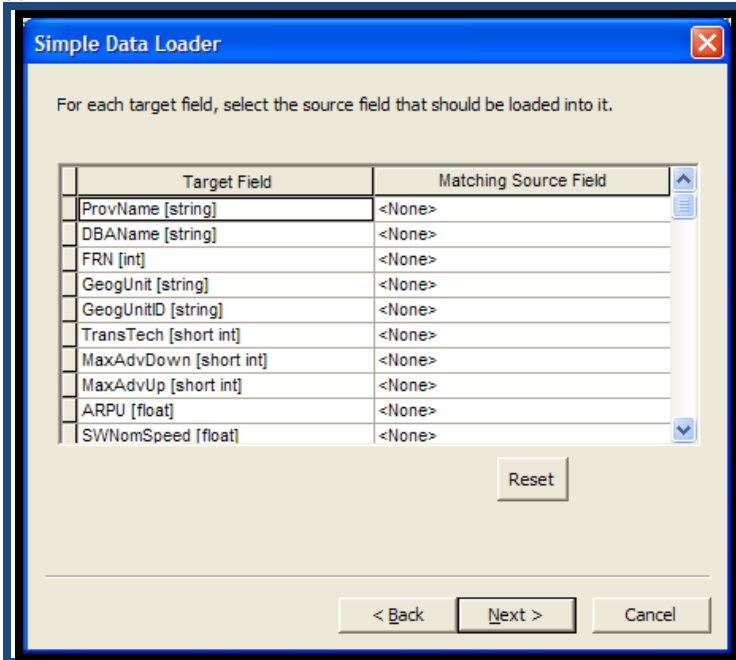 Simple Data Loader
For each target field, select the source field that should be loaded into it.
Target Field Matching Source Field
ProvName [string] <None>
DBAName [string] <None>
FRN [int] <None>
GeogUnit [string] <None>
GeogUnitID [string] <None>
TransTech [short int] <None>
MaxAdvDown [short int] <None>
MaxAdvUp [short int] <None>
ARPU [float] <None>
SWNomSpeed [float] <None>
Reset
< Back Next > Cancel